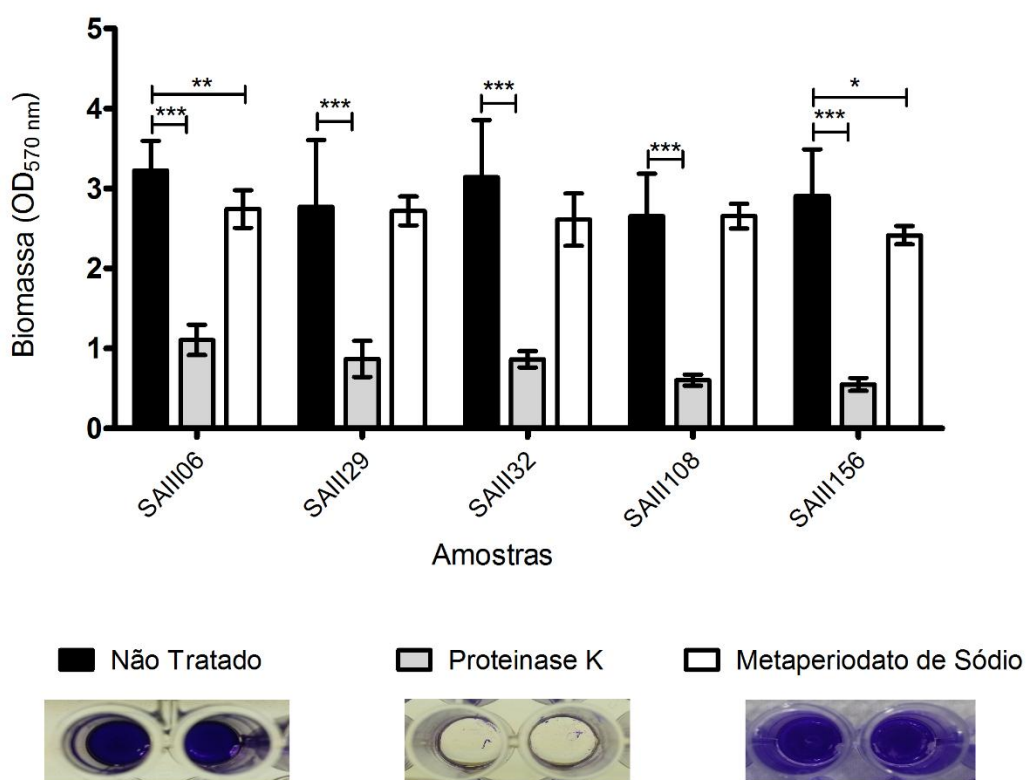 5
4
3
2
1
0
Biomassa (OD570 nm)
**
***
***
***
***
*
***
SAIII06
SAIII29
SAIII32
SAIII108
SAIII156
Amostras
Não Tratado
Proteinase K
Metaperiodato de Sódio